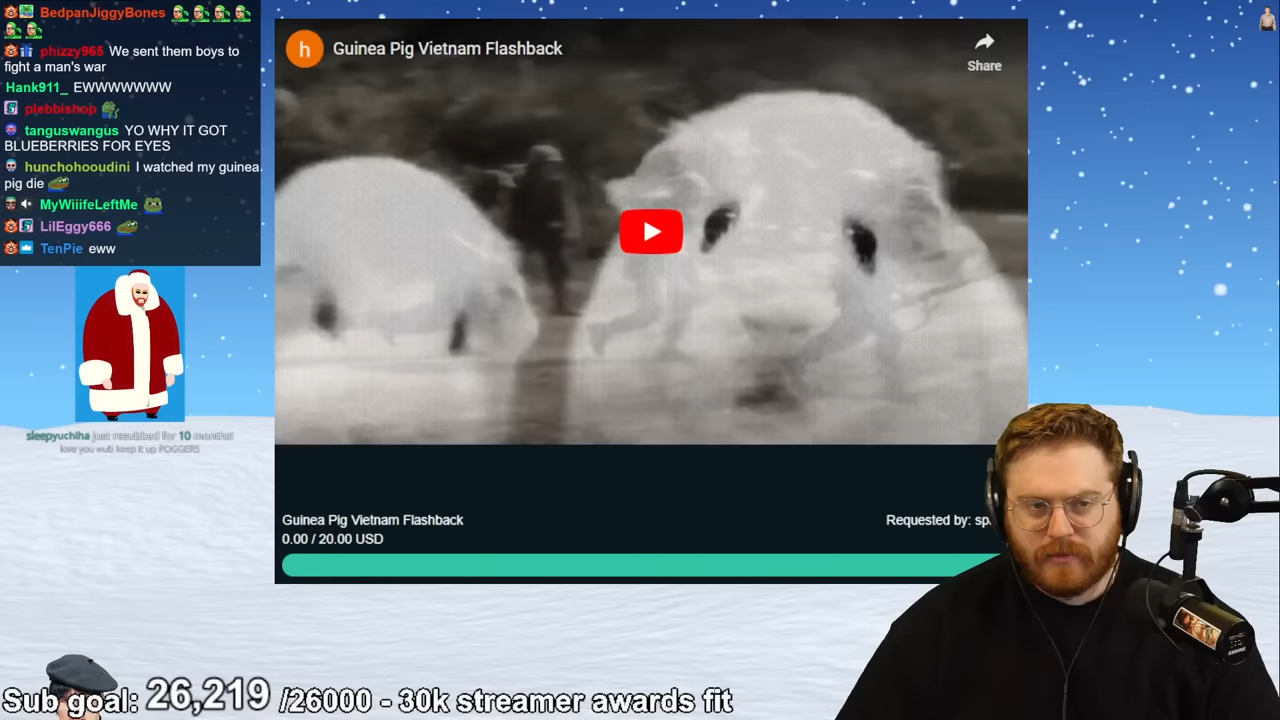 BedpanJiggyBones
phizzy965 We sent them boys to
fight a man's war
Hank911_ EWWWWWWW
plebbishop
tanguswangus YO WHY IT GOT
BLUEBERRIES FOR EYES
hunchohooudini I watched my guinea
pig die
MyWiiifeLeftMe
LilEggy666
TenPie eww
sleepyuchiha just resubbed for 10 months!
love you wub keep it up POGGERS
h
Guinea Pig Vietnam Flashback
Share
Guinea Pig Vietnam Flashback
Requested by:
0.00 / 20.00 USD
Sub goal: 26,219 /26000 - 30k streamer awards fit